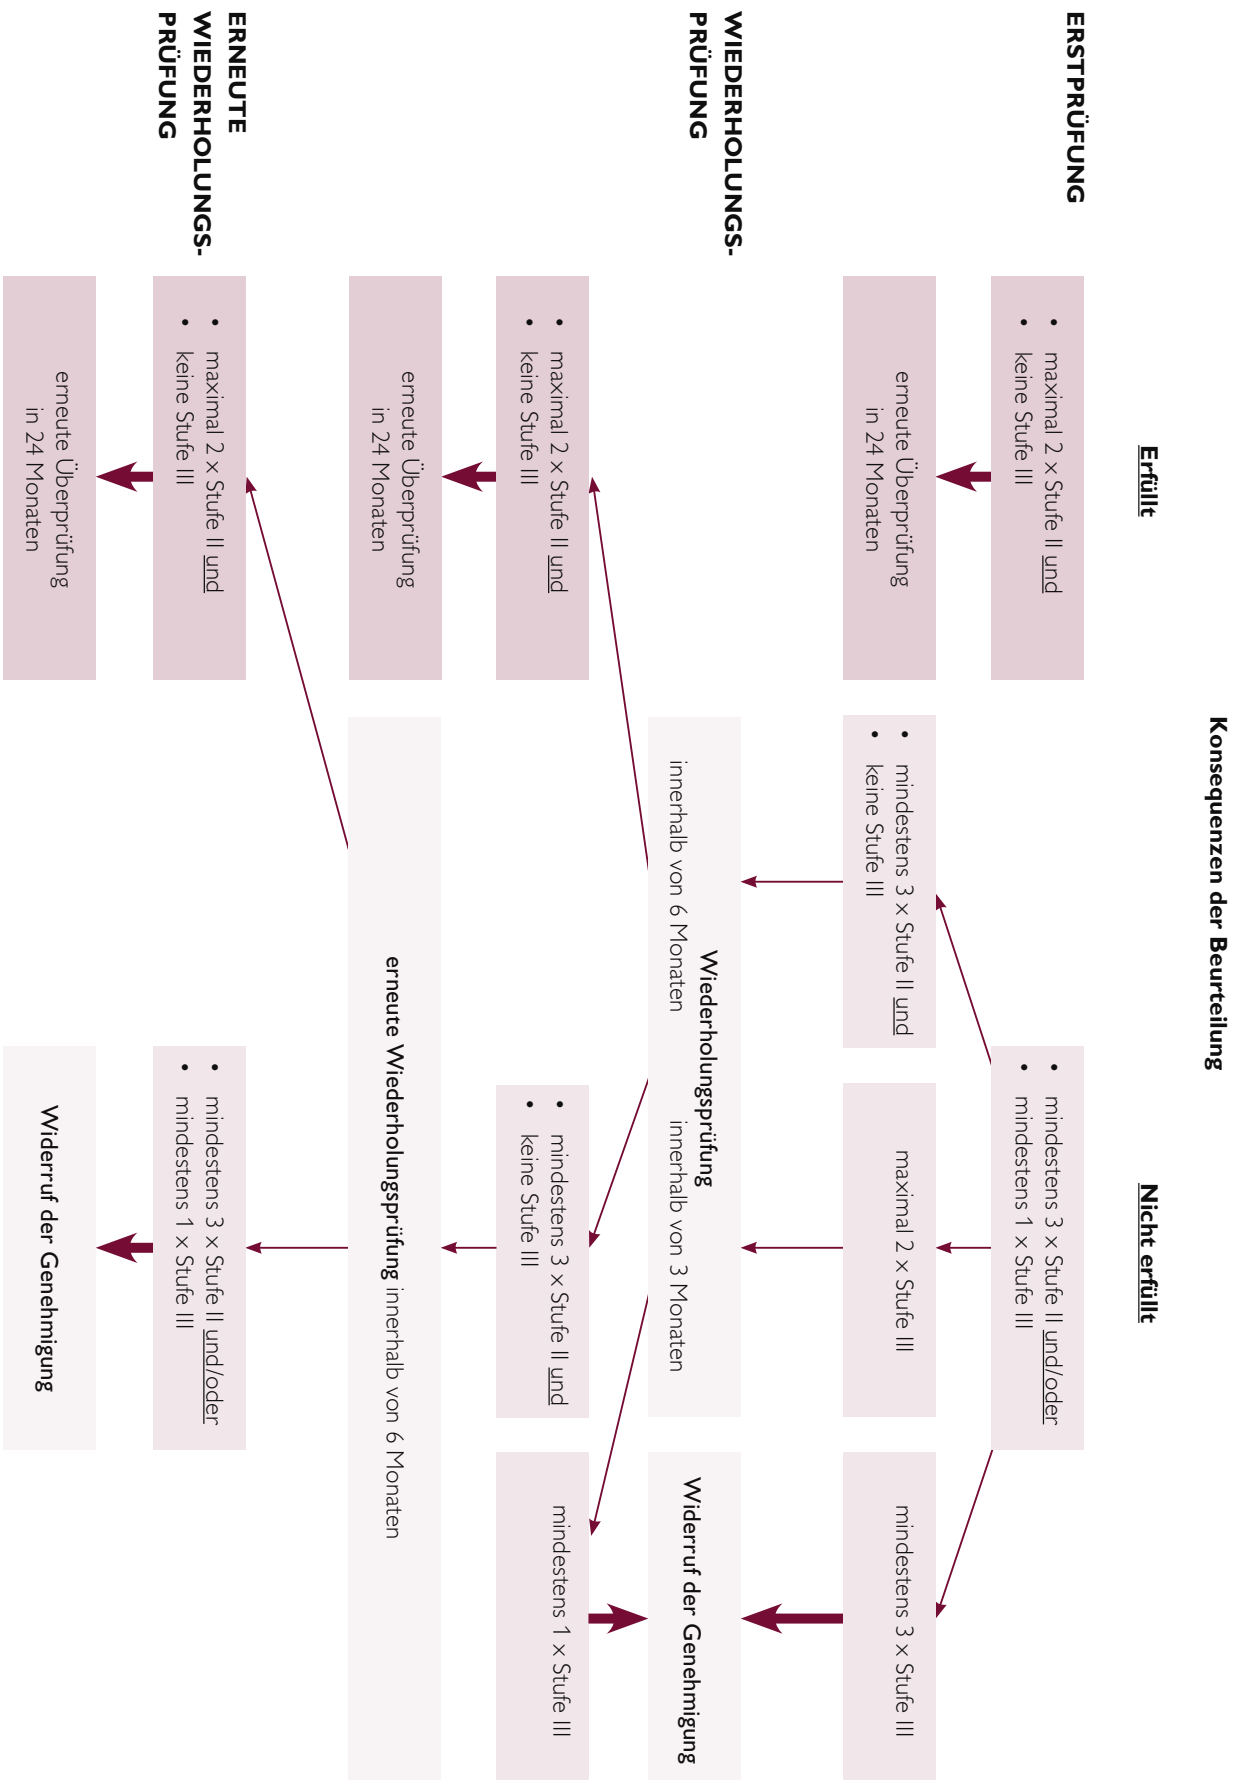 Konsequenzen der Beurteilung
Erfüllt
Nicht erfüllt
ERSTPRÜFUNG
• maximal 2 x Stufe II und
• keine Stufe III
• mindestens 3 x Stufe II und/oder
• mindestens 1 x Stufe III
erneute Überprüfung
in 24 Monaten
• mindestens 3 x Stufe II und
• keine Stufe III
maximal 2 x Stufe III
mindestens 3 x Stufe III
WIEDERHOLUNGS-
PRÜFUNG
Wiederholungsprüfung
innerhalb von 6 Monaten
innerhalb von 3 Monaten
Widerruf der Genehmigung
• maximal 2 x Stufe II und
• keine Stufe III
• mindestens 3 x Stufe II und
• keine Stufe III
mindestens 1 x Stufe III
erneute Überprüfung
in 24 Monaten
erneute Wiederholungsprüfung innerhalb von 6 Monaten
ERNEUTE
WIEDERHOLUNGS-
PRÜFUNG
• maximal 2 x Stufe II und
• keine Stufe III
• mindestens 3 x Stufe II und/oder
• mindestens 1 x Stufe III
erneute Überprüfung
in 24 Monaten
Widerruf der Genehmigung